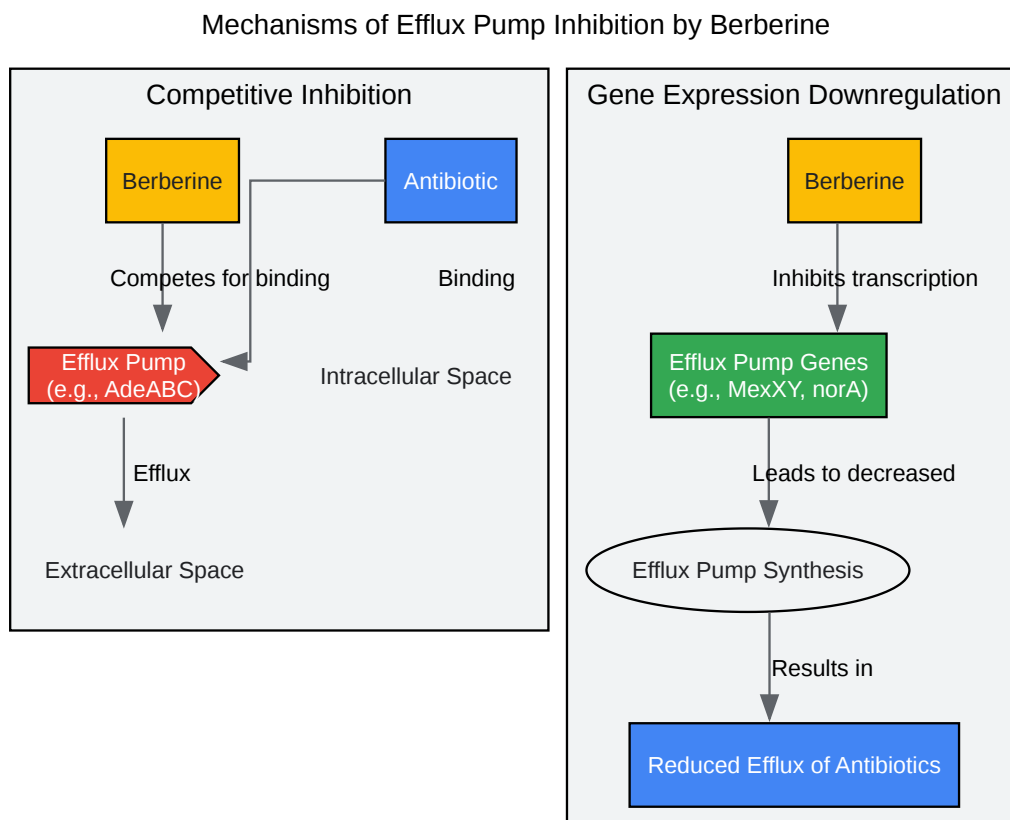 Mechanisms of Efflux Pump Inhibition by Berberine
Competitive Inhibition
Berberine
Antibiotic
Competes for binding
Binding
Efflux Pump
(e.g., AdeABC)
Intracellular Space
Efflux
Extracellular Space
Gene Expression Downregulation
Berberine
Inhibits transcription
Efflux Pump Genes
(e.g., MexXY, norA)
Leads to decreased
Efflux Pump Synthesis
Results in
Reduced Efflux of Antibiotics